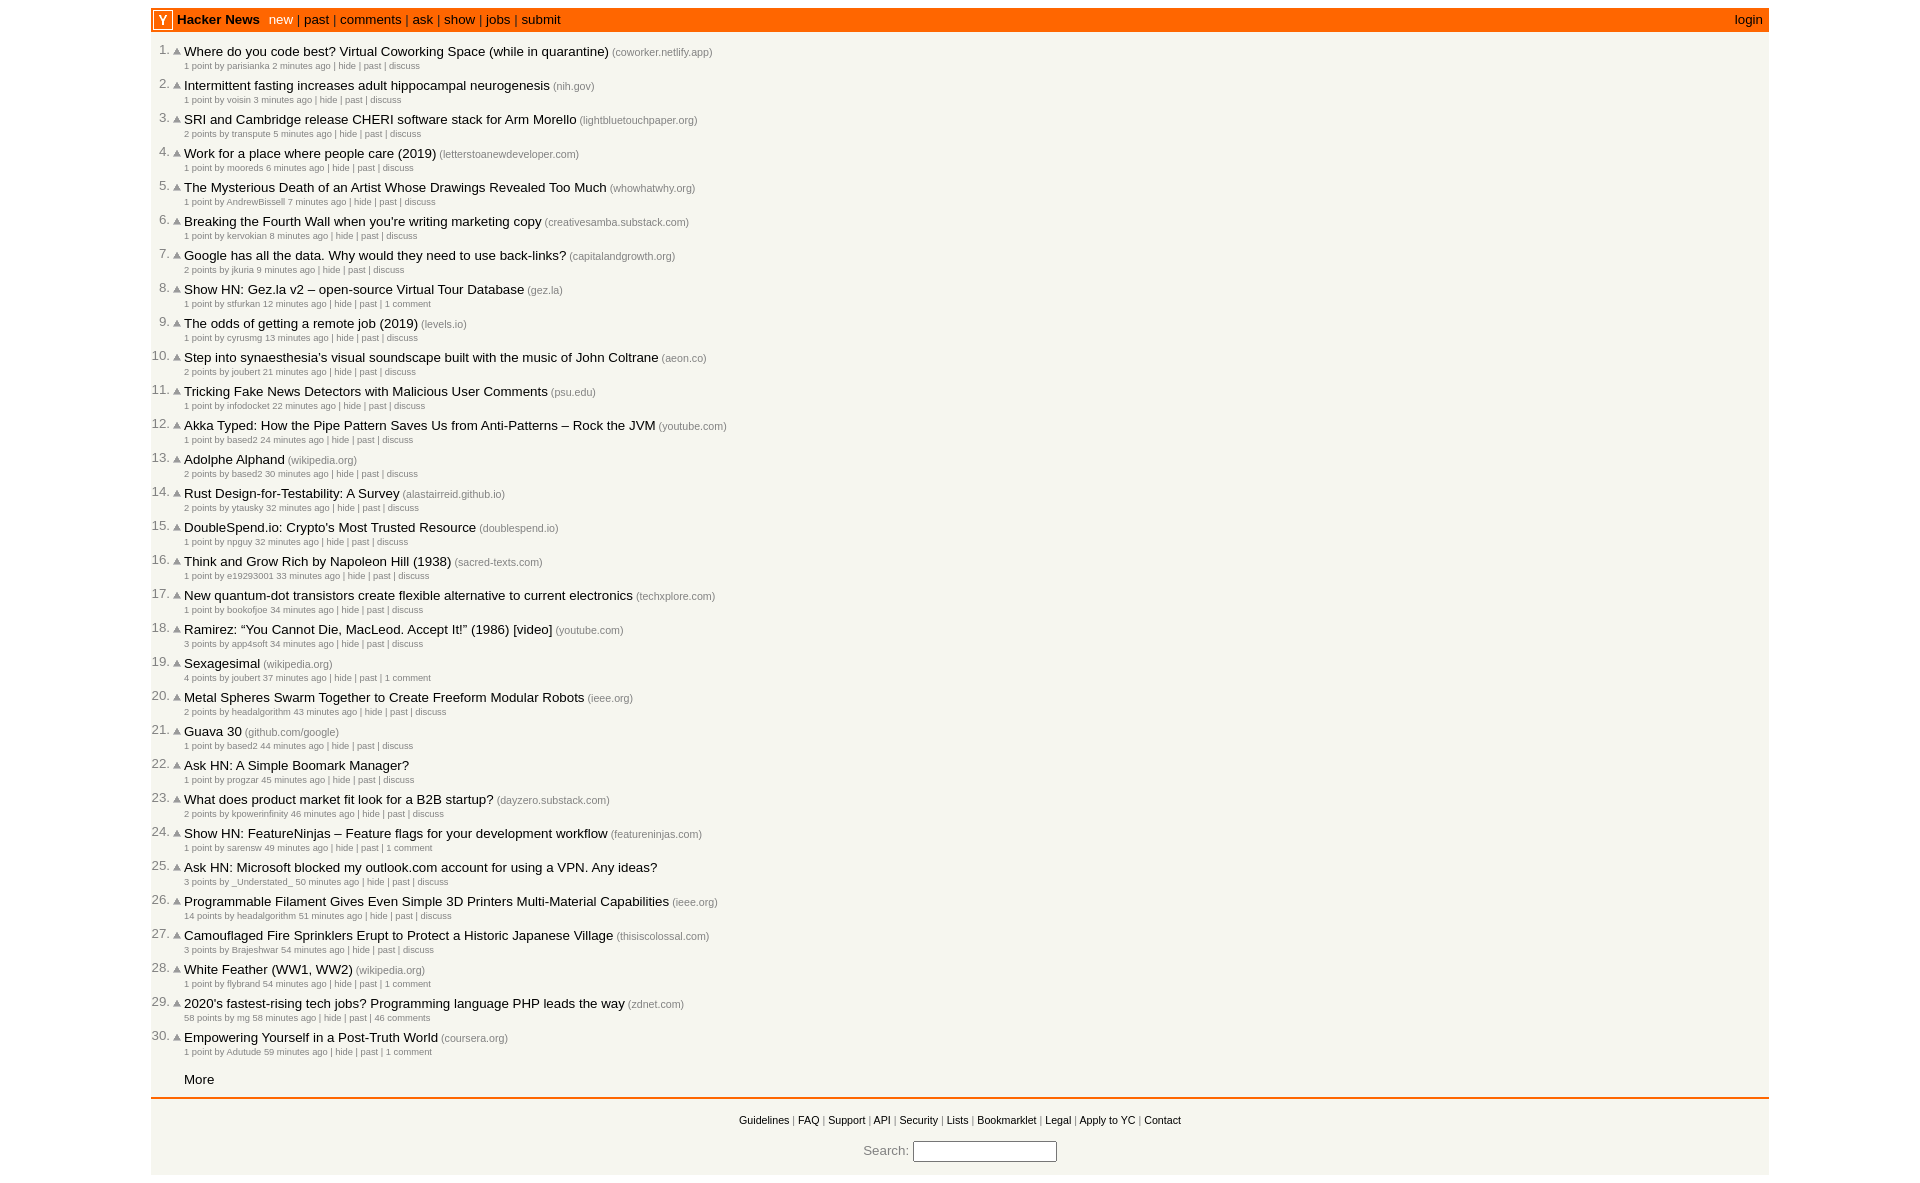 Y Hacker News new | past | comments | ask | show | jobs | submit login
1. Where do you code best? Virtual Coworking Space (while in quarantine) (coworker.netlify.app)
1 point by parisianka 2 minutes ago | hide | past | discuss
2. Intermittent fasting increases adult hippocampal neurogenesis (nih.gov)
1 point by voisin 3 minutes ago | hide | past | discuss
3. SRI and Cambridge release CHERI software stack for Arm Morello (lightbluetouchpaper.org)
2 points by transpute 5 minutes ago | hide | past | discuss
4. Work for a place where people care (2019) (letterstoanewdeveloper.com)
1 point by mooreds 6 minutes ago | hide | past | discuss
5. The Mysterious Death of an Artist Whose Drawings Revealed Too Much (whowhatwhy.org)
1 point by AndrewBissell 7 minutes ago | hide | past | discuss
6. Breaking the Fourth Wall when you're writing marketing copy (creativesamba.substack.com)
1 point by kervokian 8 minutes ago | hide | past | discuss
7. Google has all the data. Why would they need to use back-links? (capitalandgrowth.org)
2 points by jkuria 9 minutes ago | hide | past | discuss
8. Show HN: Gez.la v2 – open-source Virtual Tour Database (gez.la)
1 point by stfurkan 12 minutes ago | hide | past | 1 comment
9. The odds of getting a remote job (2019) (levels.io)
1 point by cyrusmg 13 minutes ago | hide | past | discuss
10. Step into synaesthesia’s visual soundscape built with the music of John Coltrane (aeon.co)
2 points by joubert 21 minutes ago | hide | past | discuss
11. Tricking Fake News Detectors with Malicious User Comments (psu.edu)
1 point by infodocket 22 minutes ago | hide | past | discuss
12. Akka Typed: How the Pipe Pattern Saves Us from Anti-Patterns – Rock the JVM (youtube.com)
1 point by based2 24 minutes ago | hide | past | discuss
13. Adolphe Alphand (wikipedia.org)
2 points by based2 30 minutes ago | hide | past | discuss
14. Rust Design-for-Testability: A Survey (alastairreid.github.io)
2 points by ytausky 32 minutes ago | hide | past | discuss
15. DoubleSpend.io: Crypto's Most Trusted Resource (doublespend.io)
1 point by npguy 32 minutes ago | hide | past | discuss
16. Think and Grow Rich by Napoleon Hill (1938) (sacred-texts.com)
1 point by e19293001 33 minutes ago | hide | past | discuss
17. New quantum-dot transistors create flexible alternative to current electronics (techxplore.com)
1 point by bookofjoe 34 minutes ago | hide | past | discuss
18. Ramirez: “You Cannot Die, MacLeod. Accept It!” (1986) [video] (youtube.com)
3 points by app4soft 34 minutes ago | hide | past | discuss
19. Sexagesimal (wikipedia.org)
4 points by joubert 37 minutes ago | hide | past | 1 comment
20. Metal Spheres Swarm Together to Create Freeform Modular Robots (ieee.org)
2 points by headalgorithm 43 minutes ago | hide | past | discuss
21. Guava 30 (github.com/google)
1 point by based2 44 minutes ago | hide | past | discuss
22. Ask HN: A Simple Boomark Manager?
1 point by progzar 45 minutes ago | hide | past | discuss
23. What does product market fit look for a B2B startup? (dayzero.substack.com)
2 points by kpowerinfinity 46 minutes ago | hide | past | discuss
24. Show HN: FeatureNinjas – Feature flags for your development workflow (featureninjas.com)
1 point by sarensw 49 minutes ago | hide | past | 1 comment
25. Ask HN: Microsoft blocked my outlook.com account for using a VPN. Any ideas?
3 points by _Understated_ 50 minutes ago | hide | past | discuss
26. Programmable Filament Gives Even Simple 3D Printers Multi-Material Capabilities (ieee.org)
14 points by headalgorithm 51 minutes ago | hide | past | discuss
27. Camouflaged Fire Sprinklers Erupt to Protect a Historic Japanese Village (thisiscolossal.com)
3 points by Brajeshwar 54 minutes ago | hide | past | discuss
28. White Feather (WW1, WW2) (wikipedia.org)
1 point by flybrand 54 minutes ago | hide | past | 1 comment
29. 2020's fastest-rising tech jobs? Programming language PHP leads the way (zdnet.com)
58 points by mg 58 minutes ago | hide | past | 46 comments
30. Empowering Yourself in a Post-Truth World (coursera.org)
1 point by Adutude 59 minutes ago | hide | past | 1 comment
More
Guidelines | FAQ | Support | API | Security | Lists | Bookmarklet | Legal | Apply to YC | Contact
Search: